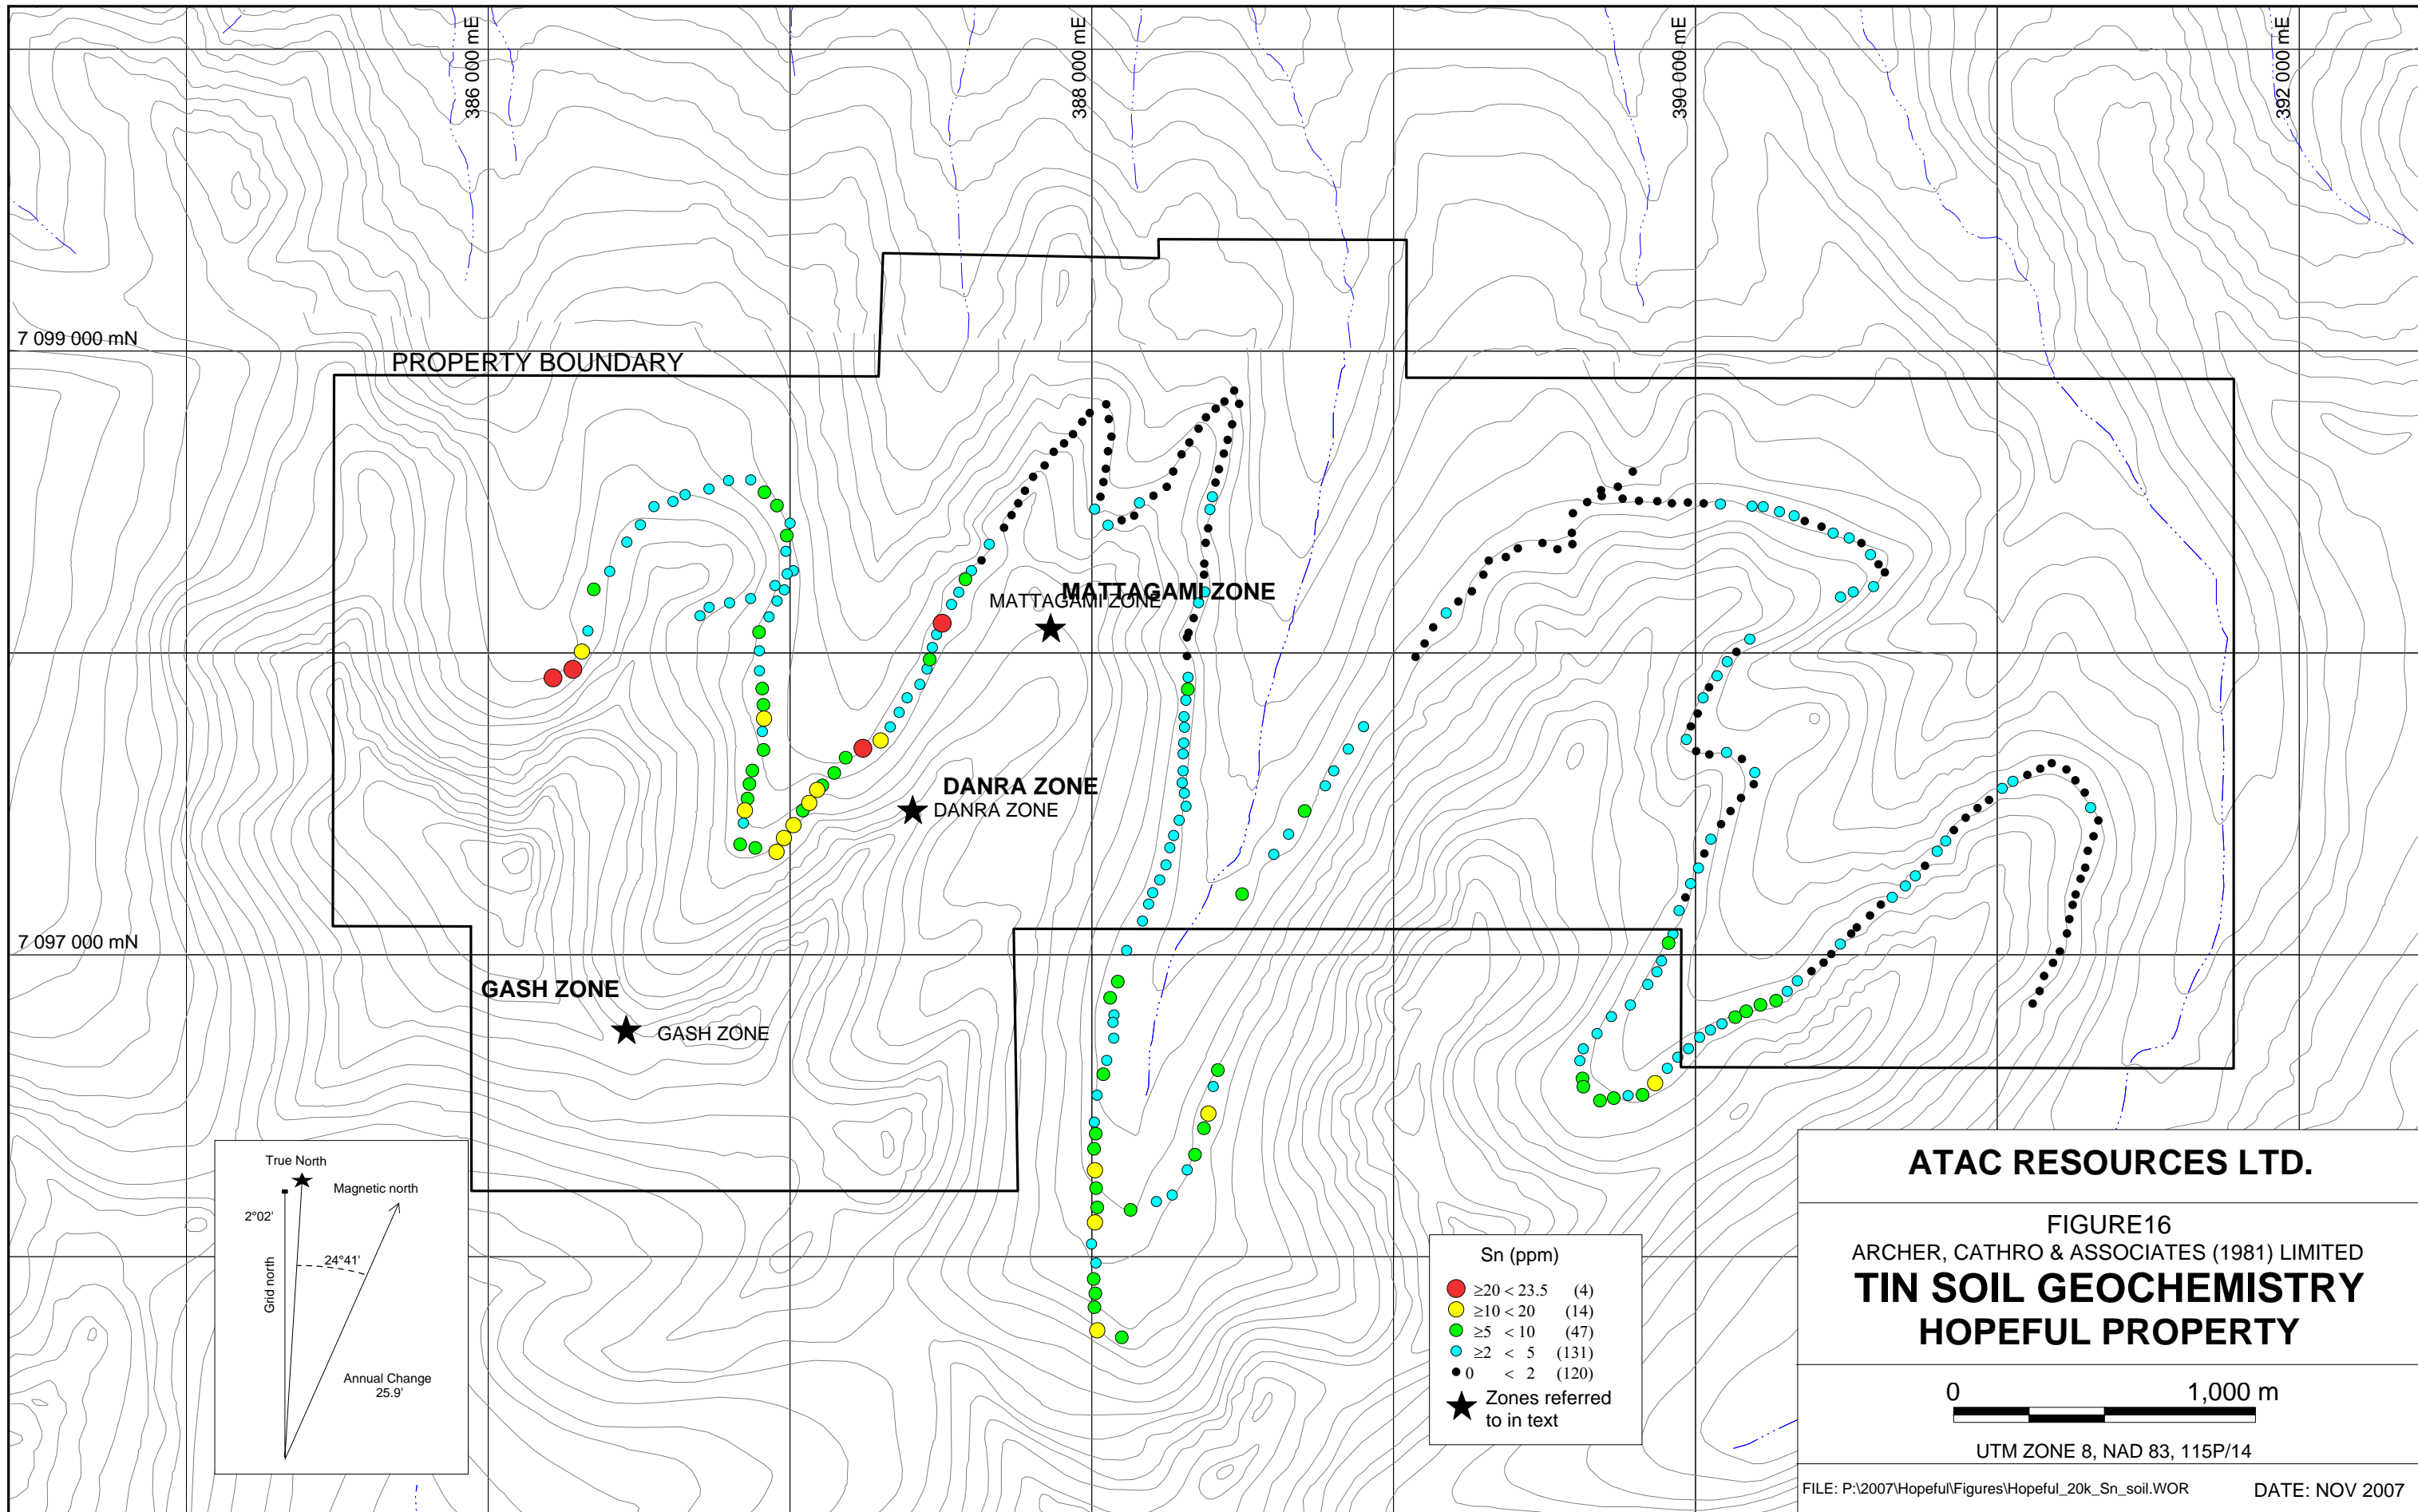 386 000 mE
388 000 mE
390 000 mE
392 000 mE
7 099 000 mN
PROPERTY BOUNDARY
MATTAGAMI ZONE
MATTAGAMI ZONE
DANRA ZONE
DANRA ZONE
7 097 000 mN
GASH ZONE
GASH ZONE
True North
Magnetic north
2°02'
24°41'
Grid north
Annual Change
25.9'
Sn (ppm)
≥20 < 23.5 (4)
≥10 < 20 (14)
≥5 < 10 (47)
≥2 < 5 (131)
0 < 2 (120)
Zones referred
to in text
ATAC RESOURCES LTD.
FIGURE16
ARCHER, CATHRO & ASSOCIATES (1981) LIMITED
TIN SOIL GEOCHEMISTRY
HOPEFUL PROPERTY
0 1,000 m
UTM ZONE 8, NAD 83, 115P/14
FILE: P:\2007\Hopeful\Figures\Hopeful_20k_Sn_soil.WOR DATE: NOV 2007